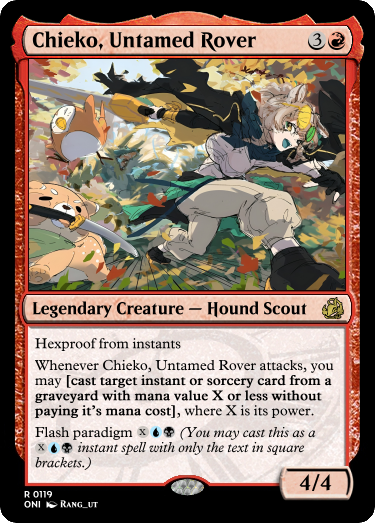 Chieko, Untamed Rover 3
Legendary Creature — Hound Scout
Hexproof from instants
Whenever Chieko, Untamed Rover attacks, you
may [cast target instant or sorcery card from a
graveyard with mana value X or less without
paying it's mana cost], where X is its power.
Flash paradigm X (You may cast this as a
X instant spell with only the text in square
brackets.)
4/4
R 0119
ONI Rang_ut